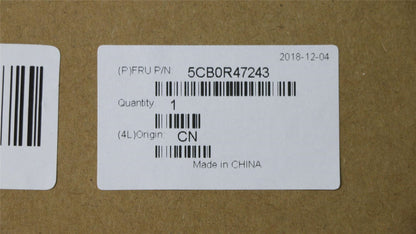 2018-12-04
(P)FRU P/N: 5CB0R47243
Quantity: 1
(4L)Origin: CN
Made in CHINA